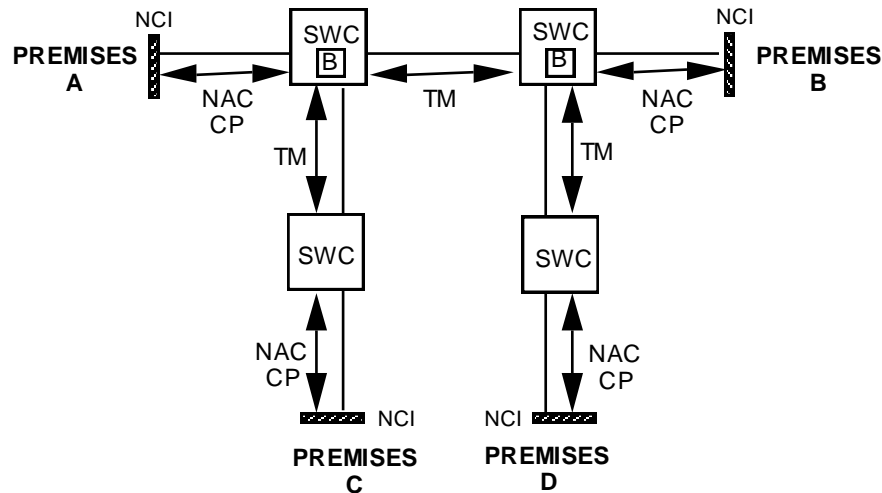 NCI
SWC
B
SWC
B
NCI
PREMISES
A
NAC
CP
TM
NAC
CP
PREMISES
B
TM
TM
SWC
SWC
NAC
CP
NAC
CP
NCI
NCI
PREMISES
C
PREMISES
D